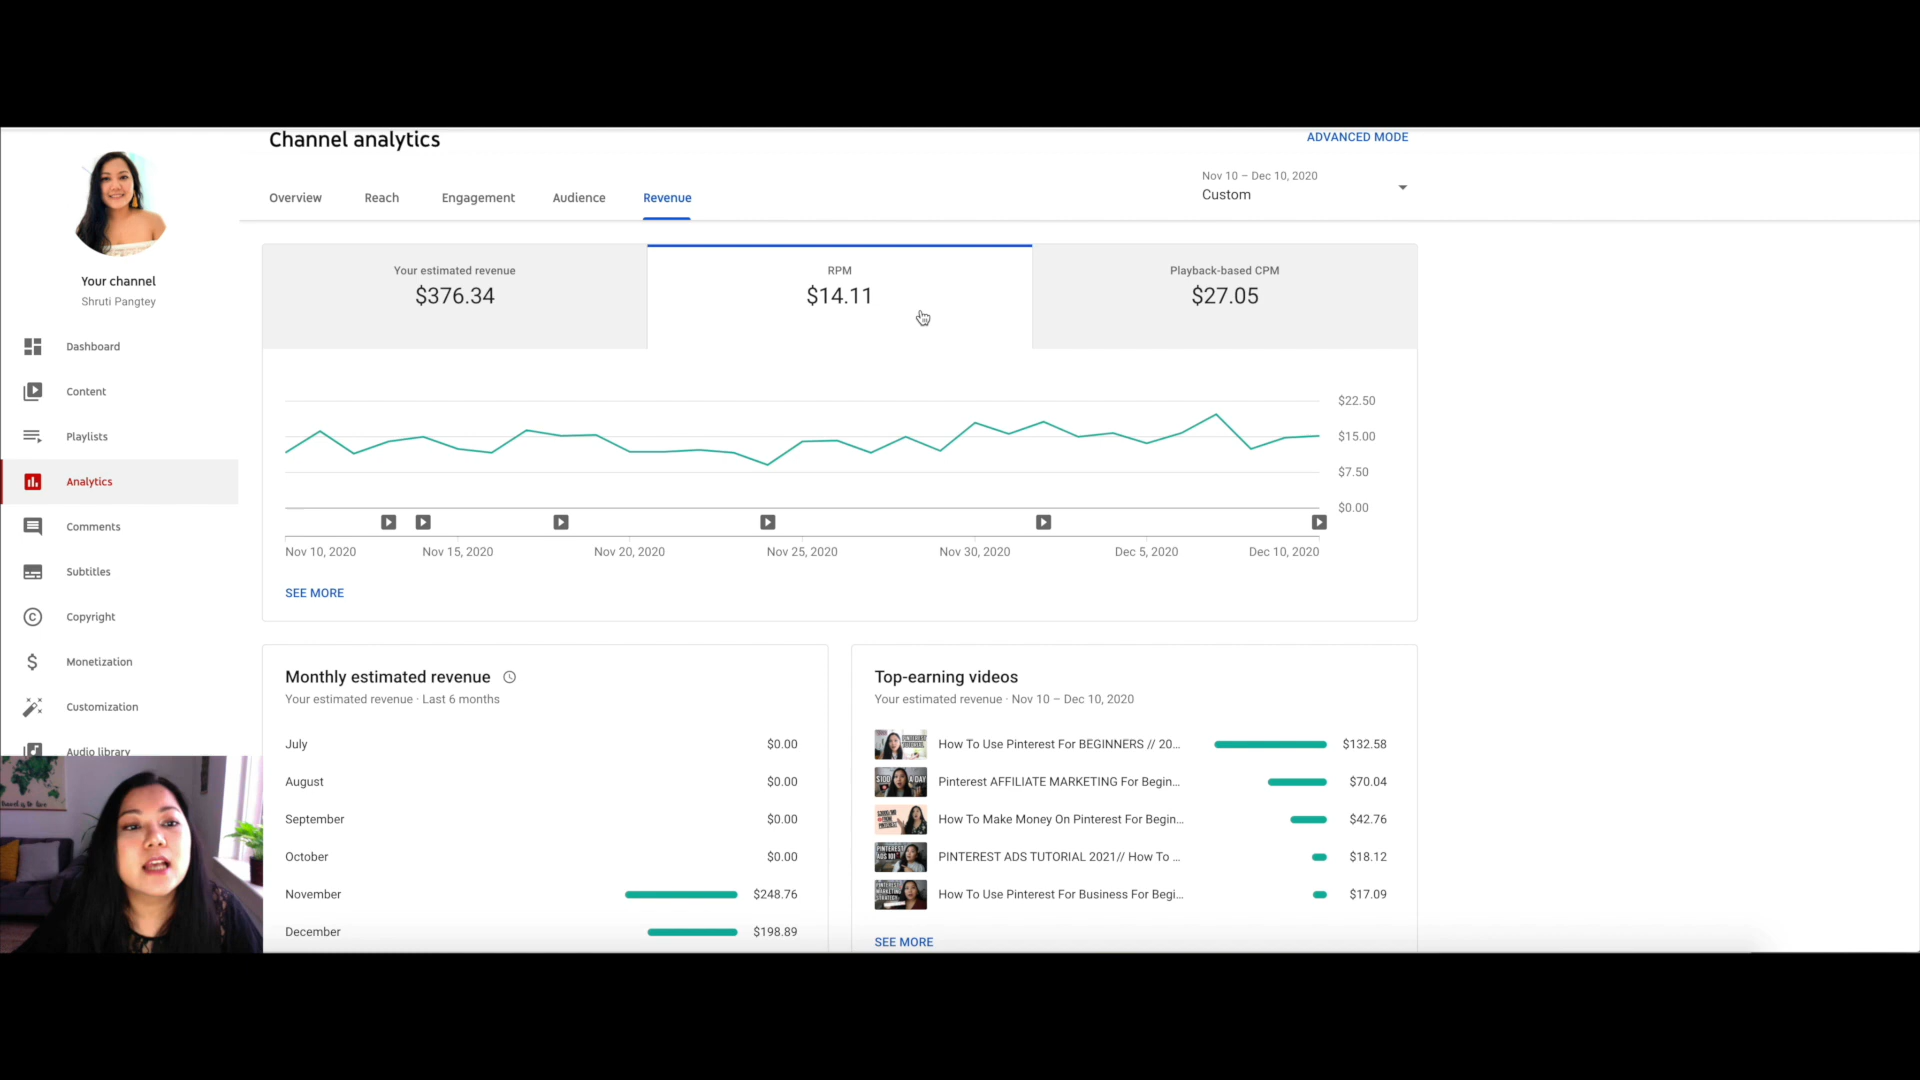 Channel analytics
ADVANCED MODE
Overview
Reach
Engagement
Audience
Revenue
Nov 10 – Dec 10, 2020
Custom
Your channel
Shruti Pangtey
Dashboard
Content
Playlists
Analytics
Comments
Subtitles
Copyright
Monetization
Customization
Audio library
Your estimated revenue
$376.34
RPM
$14.11
Playback-based CPM
$27.05
$22.50
$15.00
$7.50
$0.00
Nov 10, 2020
Nov 15, 2020
Nov 20, 2020
Nov 25, 2020
Nov 30, 2020
Dec 5, 2020
Dec 10, 2020
SEE MORE
Monthly estimated revenue
Your estimated revenue · Last 6 months
July $0.00
August $0.00
September $0.00
October $0.00
November $248.76
December $198.89
Top-earning videos
Your estimated revenue · Nov 10 – Dec 10, 2020
How To Use Pinterest For BEGINNERS // 20... $132.58
Pinterest AFFILIATE MARKETING For Begin... $70.04
How To Make Money On Pinterest For Begin... $42.76
PINTEREST ADS TUTORIAL 2021// How To ... $18.12
How To Use Pinterest For Business For Begi... $17.09
SEE MORE